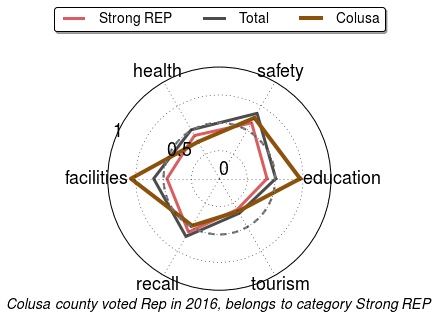 Strong REP Total Colusa
health safety
1
0.5
0
facilities education
recall tourism
Colusa county voted Rep in 2016, belongs to category Strong REP